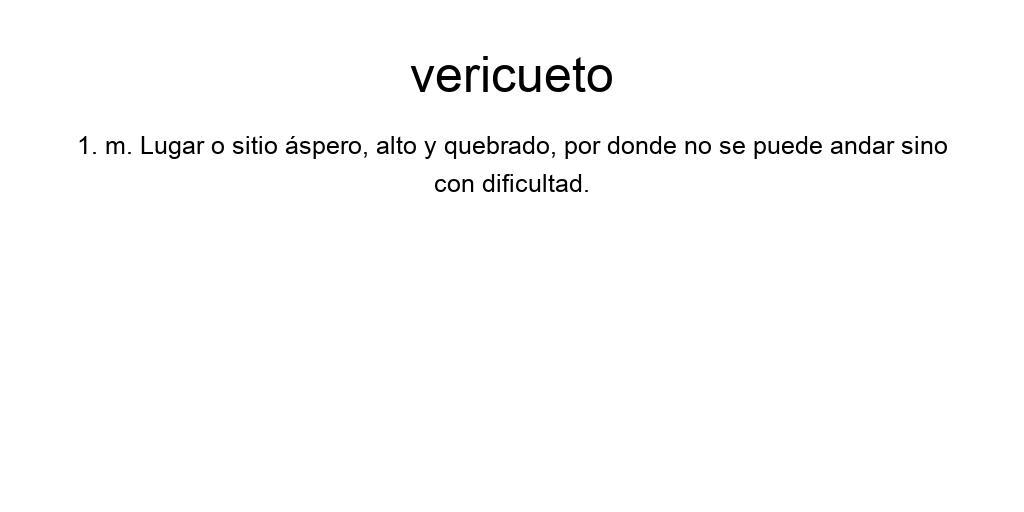 vericueto
1. m. Lugar o sitio áspero, alto y quebrado, por donde no se puede andar sino
con dificultad.